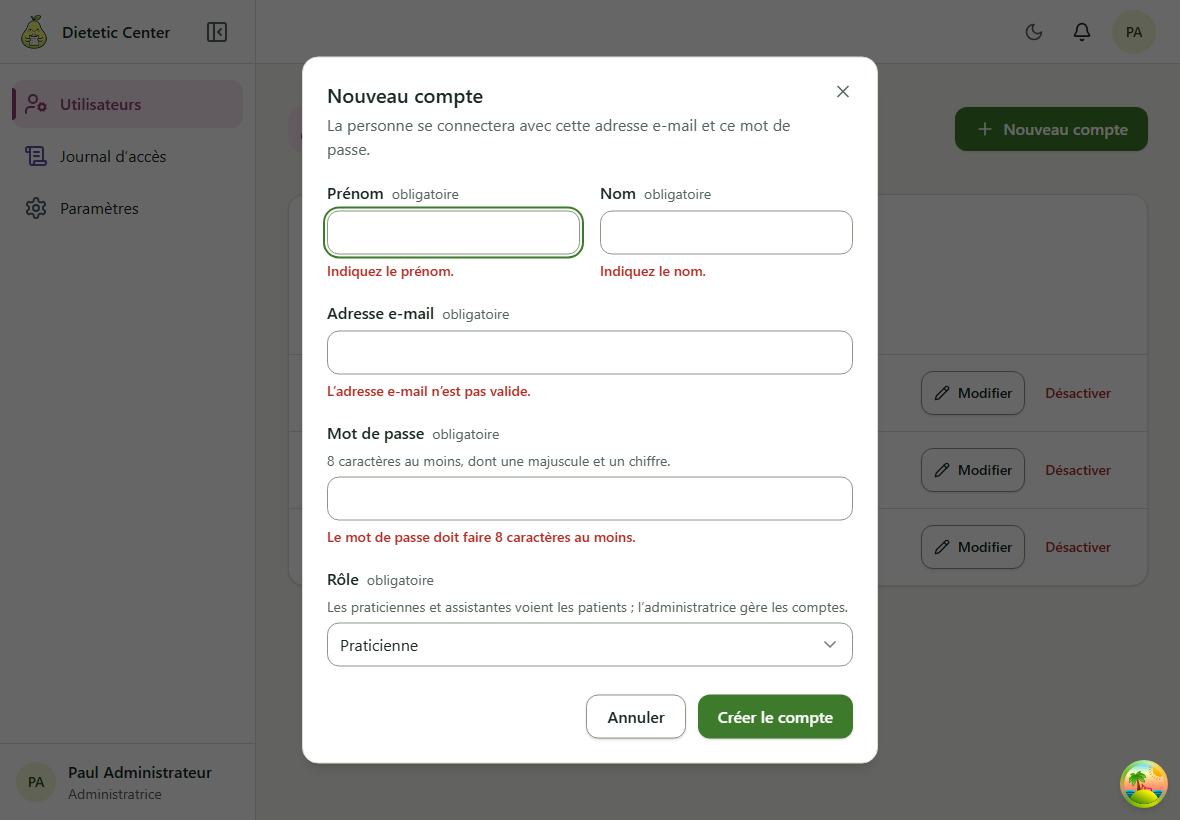 Dietetic Center
PA
Utilisateurs
Journal d’accès
Paramètres
Nouveau compte
Nouveau compte
La personne se connectera avec cette adresse e-mail et ce mot de
passe.
Prénom obligatoire
Nom obligatoire
Indiquez le prénom.
Indiquez le nom.
Adresse e-mail obligatoire
L’adresse e-mail n’est pas valide.
Mot de passe obligatoire
8 caractères au moins, dont une majuscule et un chiffre.
Le mot de passe doit faire 8 caractères au moins.
Rôle obligatoire
Les praticiennes et assistantes voient les patients ; l’administratrice gère les comptes.
Praticienne
Annuler
Créer le compte
Modifier Désactiver
Modifier Désactiver
Modifier Désactiver
PA
Paul Administrateur
Administratrice